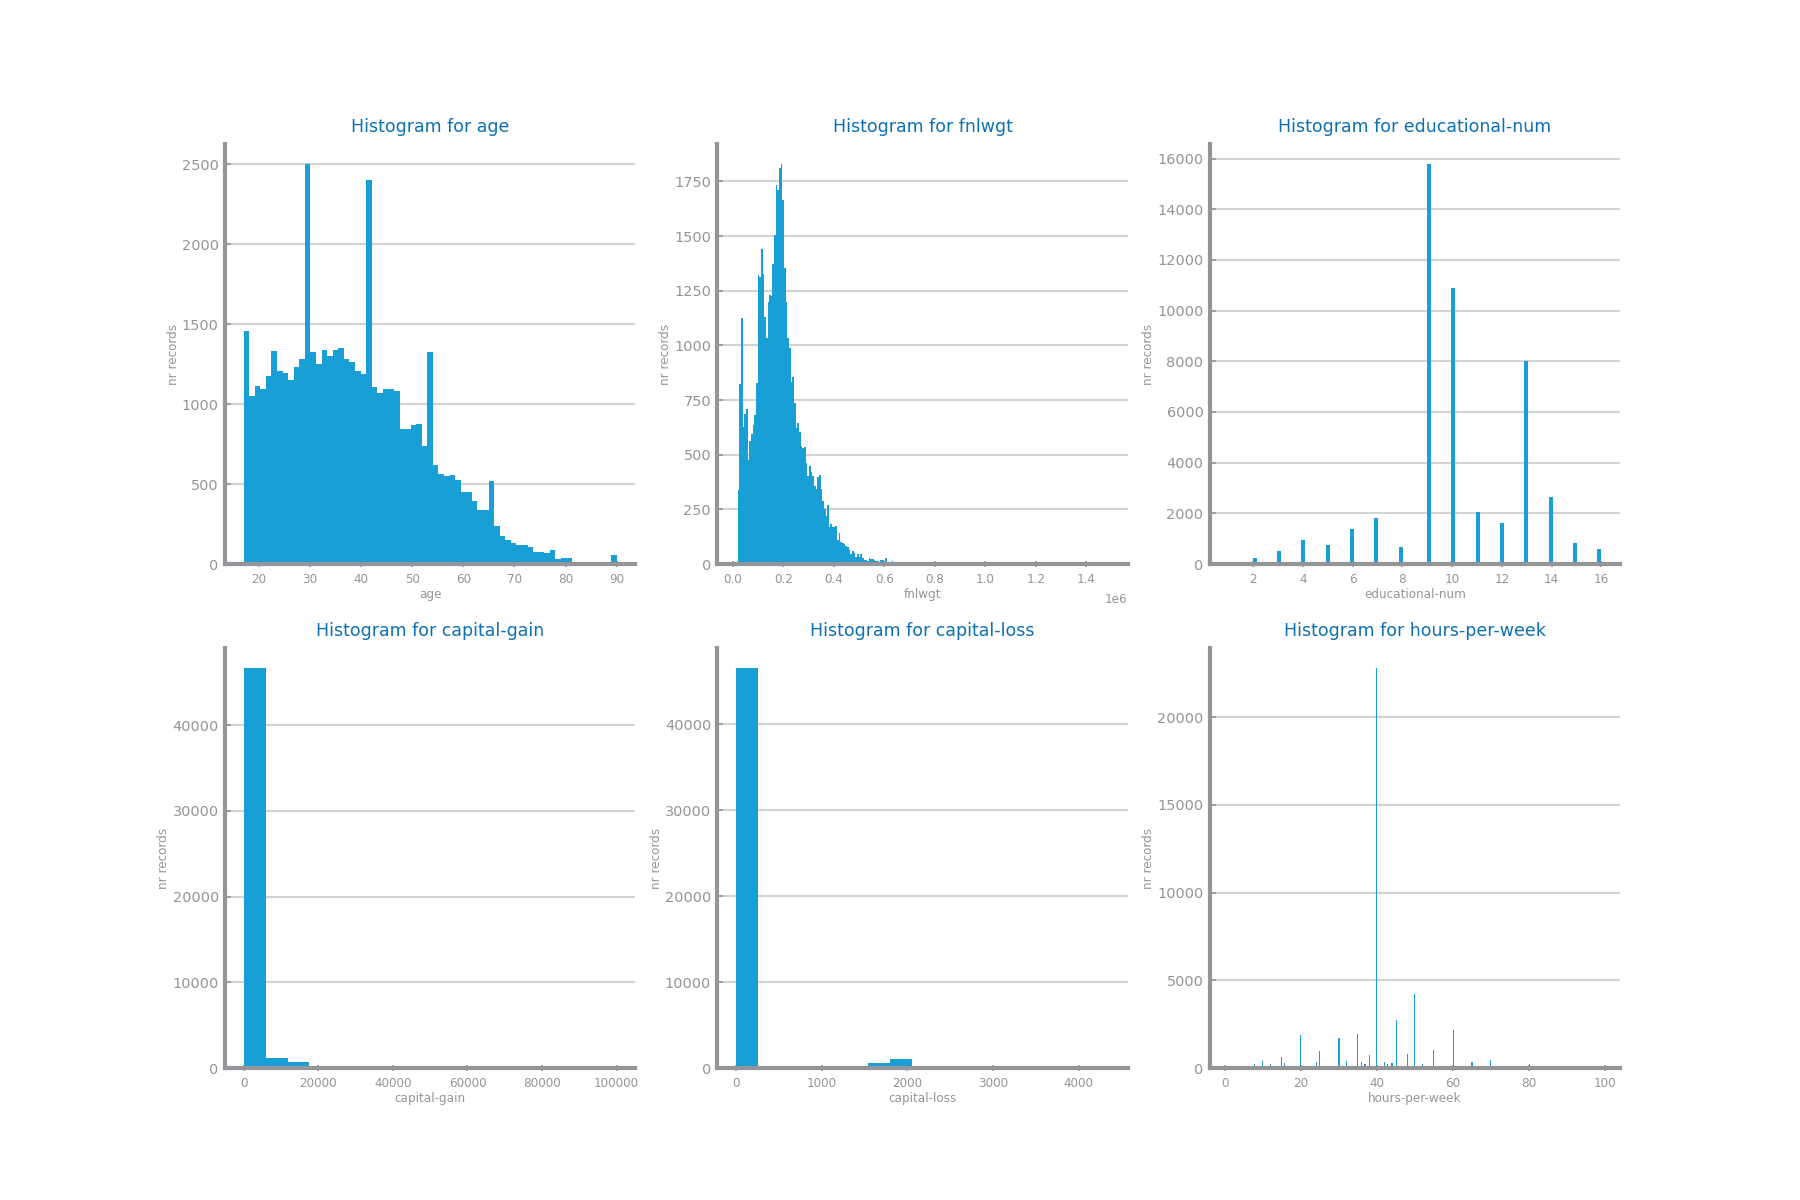 Histogram for age
2500
2000
1500
1000
500
0
nr records
20 30 40 50 60 70 80 90
age
Histogram for fnlwgt
1750
1500
1250
1000
750
500
250
0
nr records
0.0 0.2 0.4 0.6 0.8 1.0 1.2 1.4
fnlwgt
1e6
Histogram for educational-num
16000
14000
12000
10000
8000
6000
4000
2000
0
nr records
2 4 6 8 10 12 14 16
educational-num
Histogram for capital-gain
40000
30000
20000
10000
0
nr records
0 20000 40000 60000 80000 100000
capital-gain
Histogram for capital-loss
40000
30000
20000
10000
0
nr records
0 1000 2000 3000 4000
capital-loss
Histogram for hours-per-week
20000
15000
10000
5000
0
nr records
0 20 40 60 80 100
hours-per-week